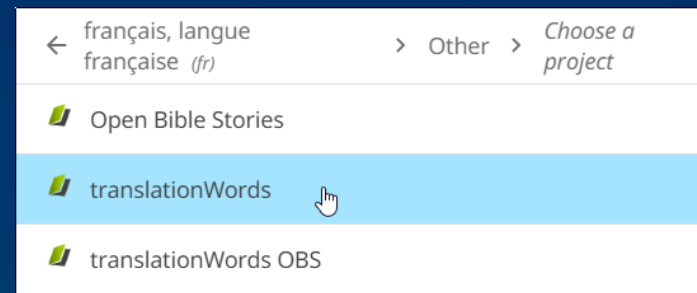 français, langue
française (fr)
Other
Choose a
project
Open Bible Stories
translationWords
translationWords OBS